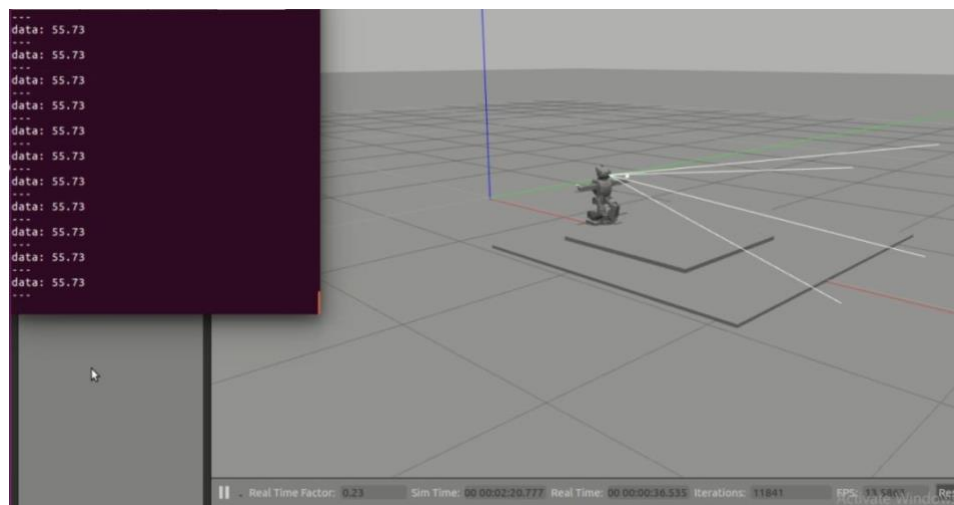 ---
data: 55.73
---
data: 55.73
---
data: 55.73
---
data: 55.73
---
data: 55.73
---
data: 55.73
---
data: 55.73
---
data: 55.73
---
data: 55.73
---
data: 55.73
---
data: 55.73
---
Real Time Factor: 0.23 Sim Time: 00 00:02:20.777 Real Time: 00 00:00:36.535 Iterations: 11841 FPS: Re
Activate Windows